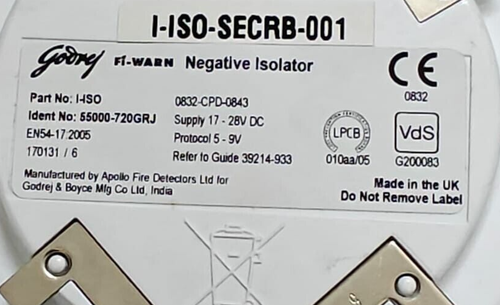 I-ISO-SECRB-001
Godrej Fi-WARN Negative Isolator
CE
0832
Part No: I-ISO
0832-CPD-0843
Ident No: 55000-720GRJ
Supply 17 - 28V DC
EN54-17:2005
Protocol 5 - 9V
170131 / 6
Refer to Guide 39214-933
LPCB
010aa/05
VdS
G200083
Manufactured by Apollo Fire Detectors Ltd for
Godrej & Boyce Mfg Co Ltd, India
Made in the UK
Do Not Remove Label